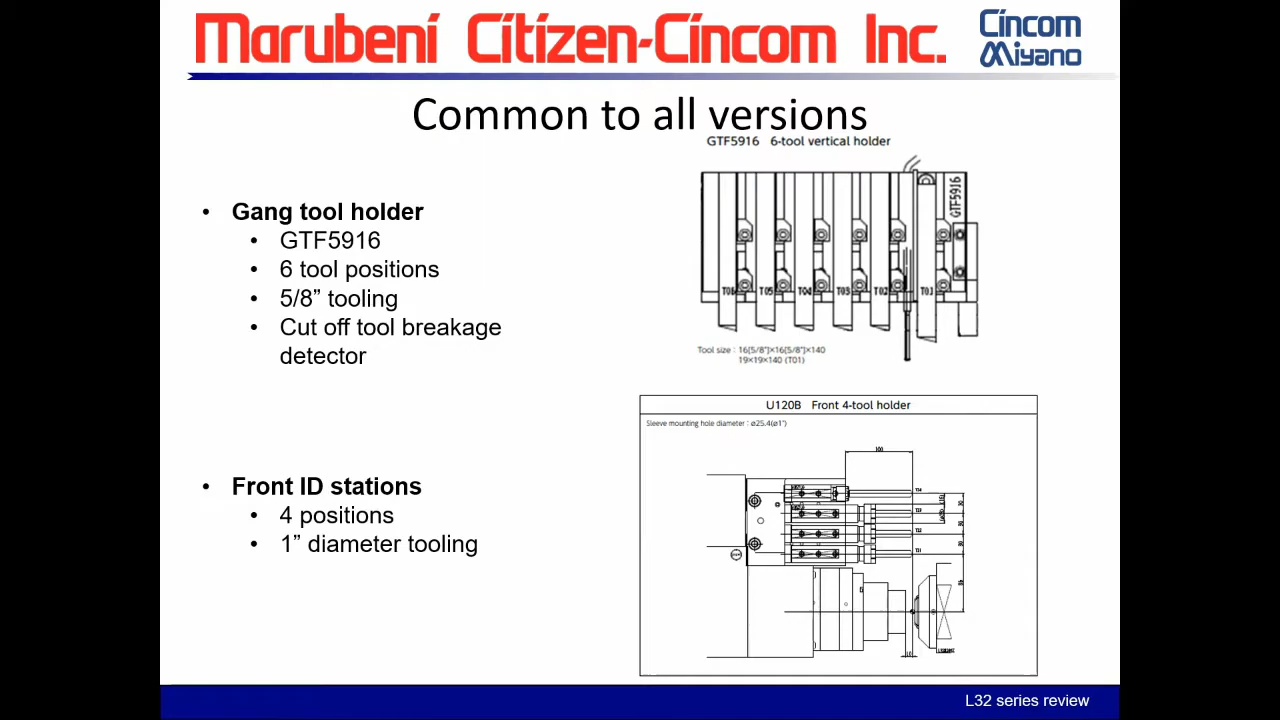 Marubeni Citizen-Cincom Inc.
Cincom
Miyano
Common to all versions
GTF5916 6-tool vertical holder
• Gang tool holder
• GTF5916
• 6 tool positions
• 5/8” tooling
• Cut off tool breakage
detector
GTF5916
T06 T05 T04 T03 T02 T01
Tool size : 16[5/8"]×16[5/8"]×140
19×19×140 (T01)
U120B Front 4-tool holder
Sleeve mounting hole diameter : ø25.4(ø1")
100
• Front ID stations
• 4 positions
• 1” diameter tooling
L32 series review